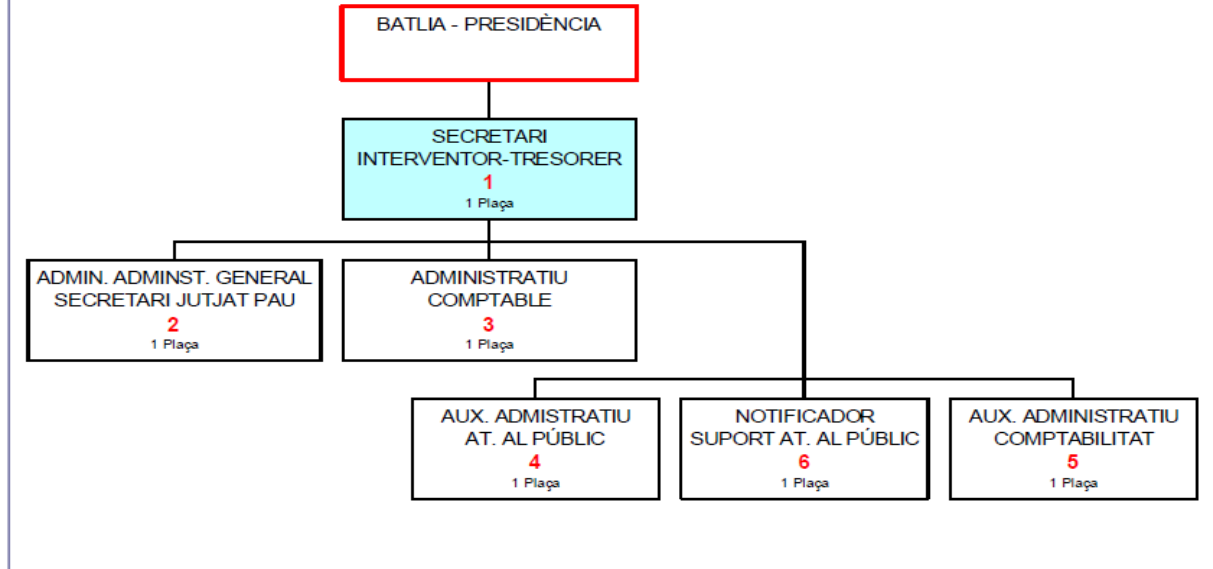 BATLIA - PRESIDÈNCIA
SECRETARI
INTERVENTOR-TRESORER
1
1 Plaça
ADMIN. ADMINST. GENERAL
SECRETARI JUTJAT PAU
2
1 Plaça
ADMINISTRATIU
COMPTABLE
3
1 Plaça
AUX. ADMISTRATIU
AT. AL PÚBLIC
4
1 Plaça
NOTIFICADOR
SUPORT AT. AL PÚBLIC
6
1 Plaça
AUX. ADMINISTRATIU
COMPTABILITAT
5
1 Plaça